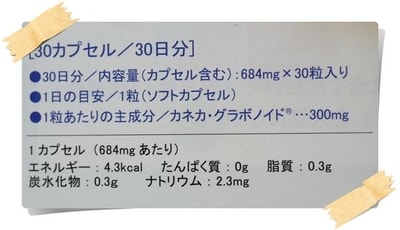 [30カプセル／30日分]
●30日分／内容量(カプセル含む)：684mg×30粒入り
●1日の目安／1粒(ソフトカプセル)
●1粒あたりの主成分／カネカ・グラボノイド®…300mg
1カプセル (684mgあたり)
エネルギー：4.3kcal たんぱく質：0g 脂質：0.3g
炭水化物：0.3g ナトリウム：2.3mg